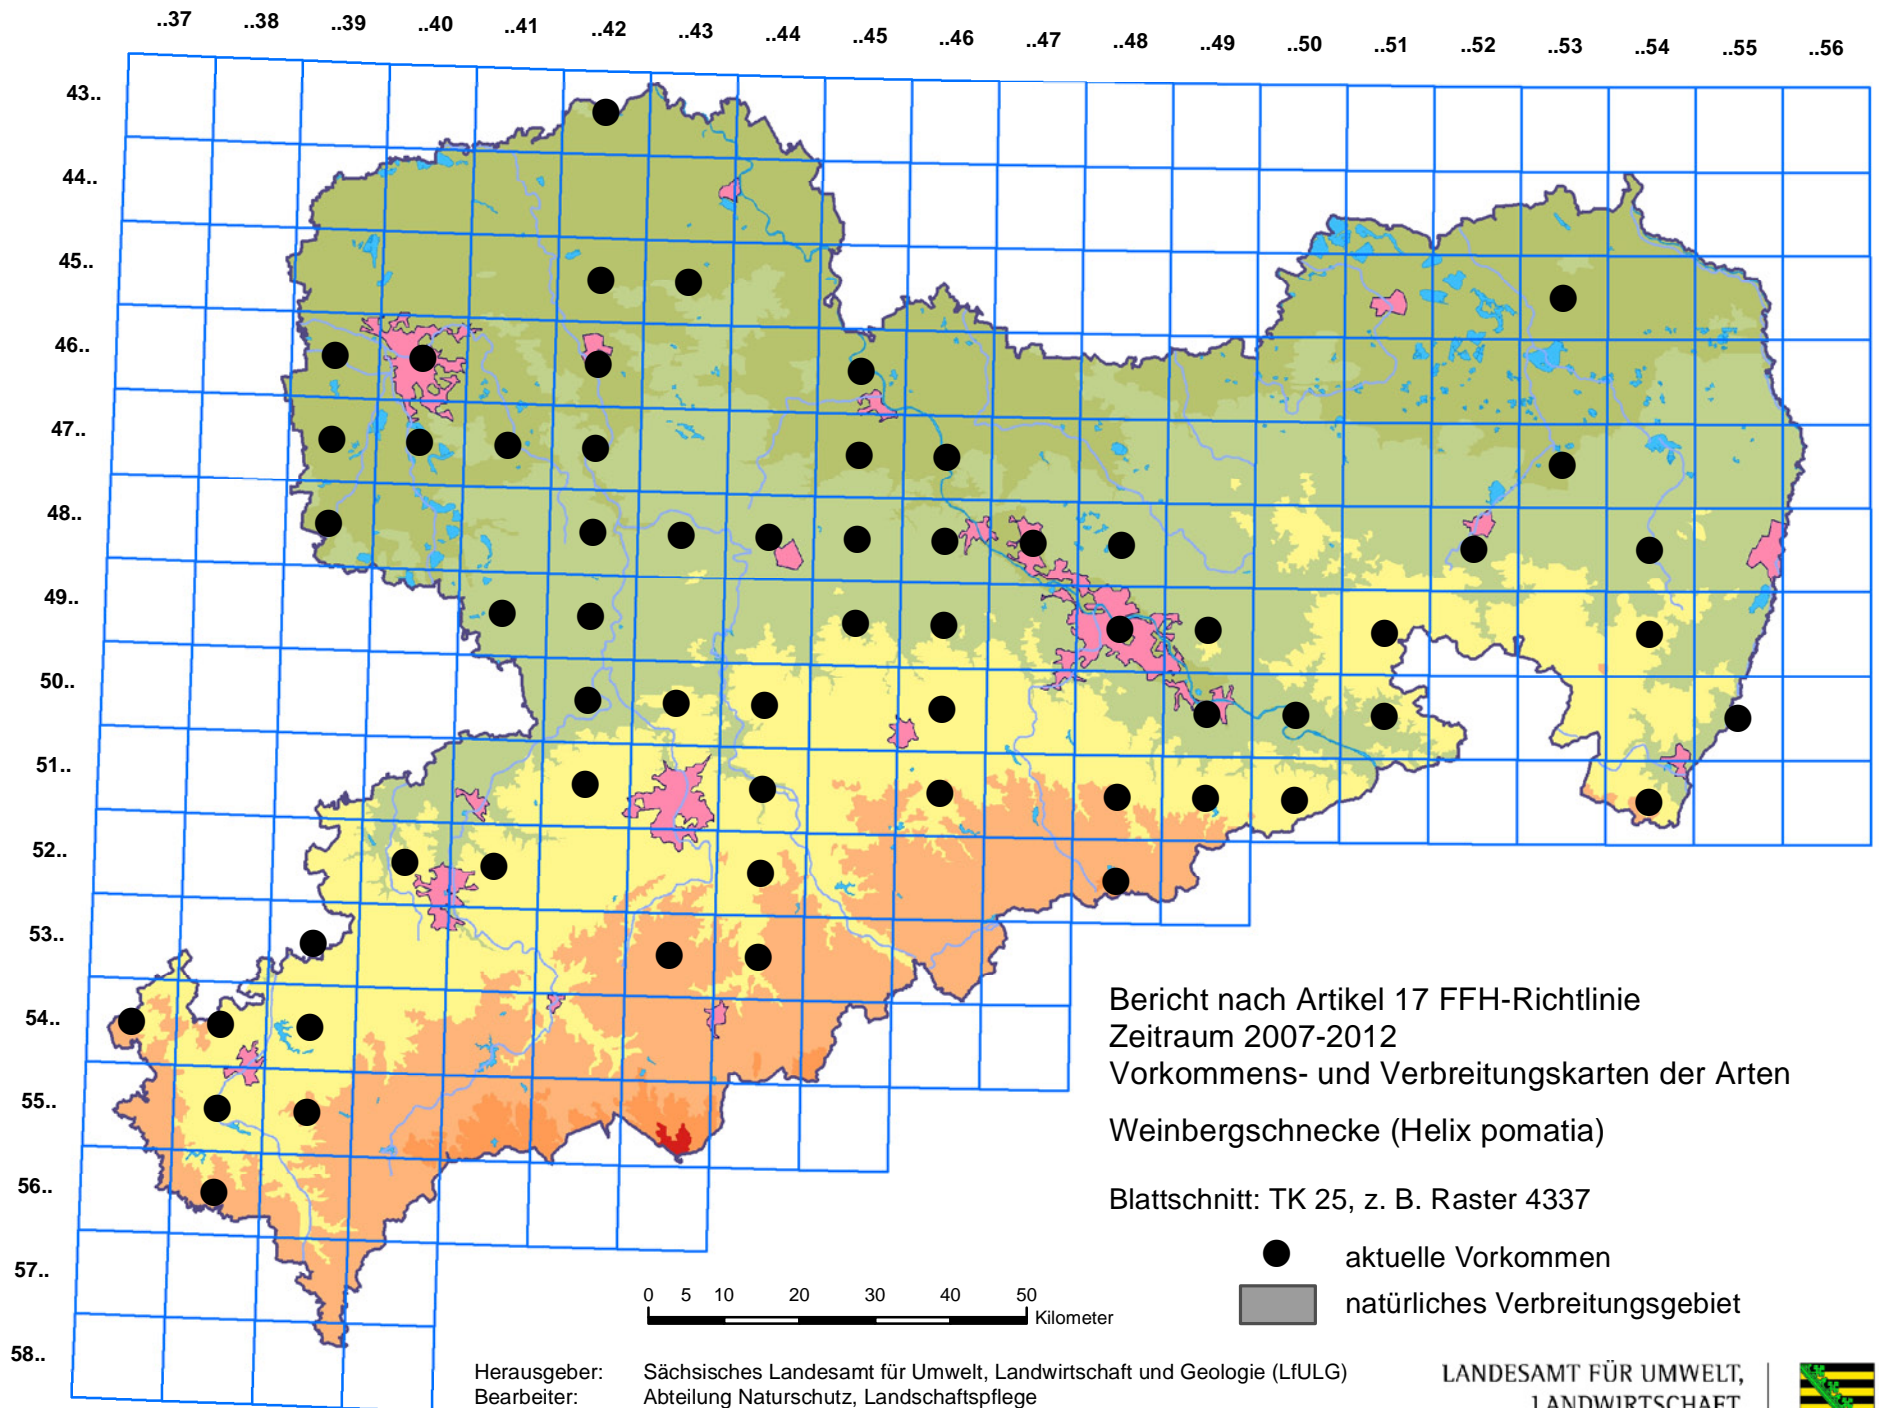 ..37 ..38 ..39 ..40 ..41 ..42 ..43 ..44 ..45 ..46 ..47 ..48 ..49 ..50 ..51 ..52 ..53 ..54 ..55 ..56
43..
44..
45..
46..
47..
48..
49..
50..
51..
52..
53..
54..
55..
56..
57..
58..
Bericht nach Artikel 17 FFH-Richtlinie
Zeitraum 2007-2012
Vorkommens- und Verbreitungskarten der Arten
Weinbergschnecke (Helix pomatia)
Blattschnitt: TK 25, z. B. Raster 4337
aktuelle Vorkommen
natürliches Verbreitungsgebiet
0 5 10 20 30 40 50
Kilometer
Herausgeber: Sächsisches Landesamt für Umwelt, Landwirtschaft und Geologie (LfULG)
Bearbeiter: Abteilung Naturschutz, Landschaftspflege
LANDESAMT FÜR UMWELT,
LANDWIRTSCHAFT